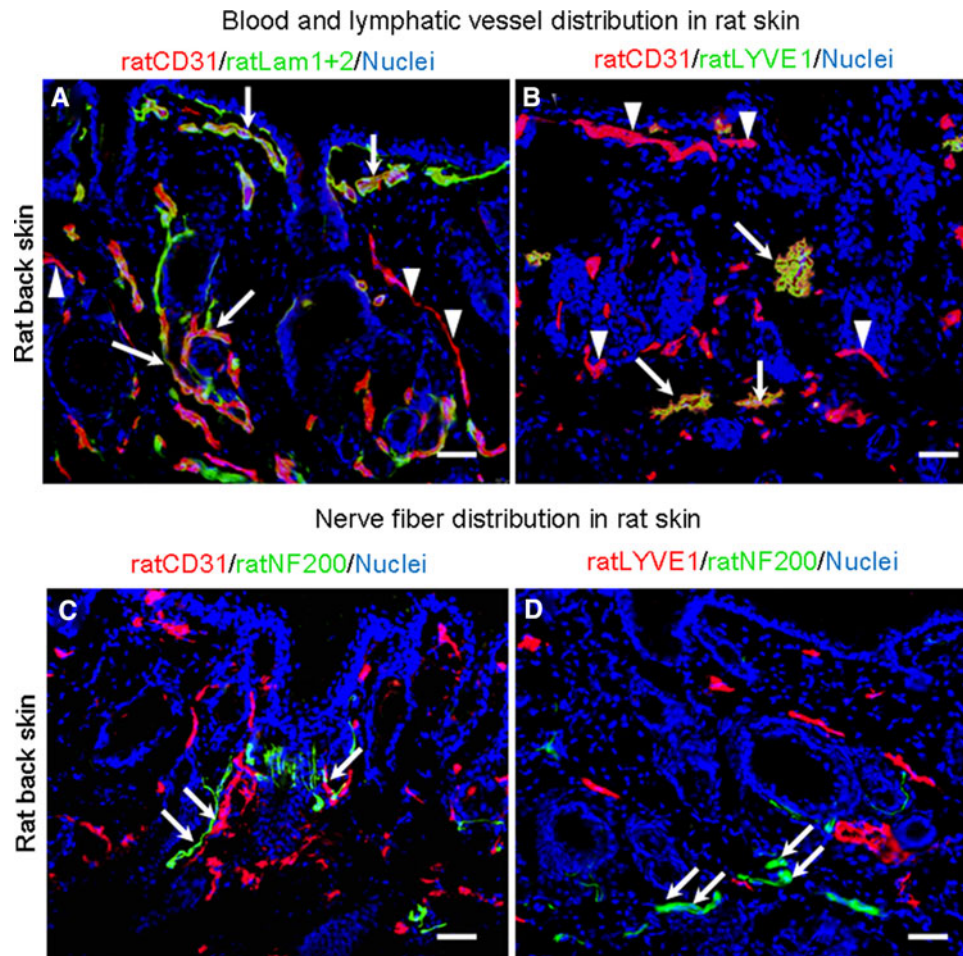 Blood and lymphatic vessel distribution in rat skin
ratCD31/ratLam1+2/Nuclei
ratCD31/ratLYVE1/Nuclei
A
B
Rat back skin
Nerve fiber distribution in rat skin
ratCD31/ratNF200/Nuclei
ratLYVE1/ratNF200/Nuclei
C
D
Rat back skin